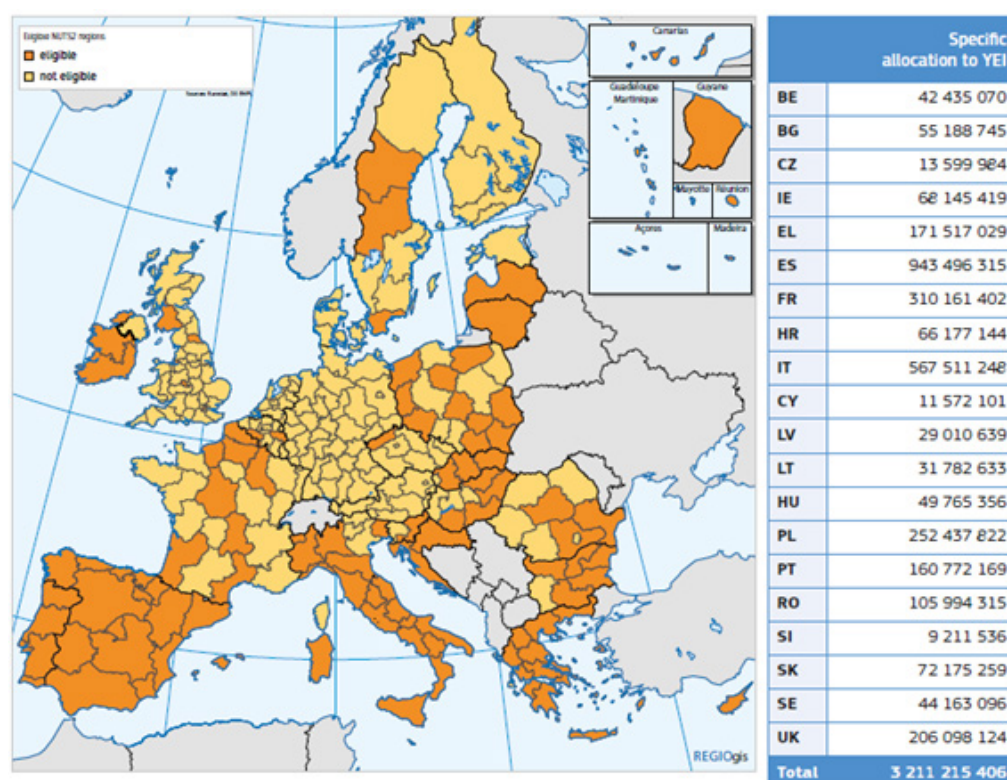 Eligible NUTS2 regions
eligible
not eligible
Canarias
Guadeloupe
Martinique
Guyane
Mayotte
Réunion
Açores
Madeira
REGIOgis
Specific
allocation to YEI
BE 42 435 070
BG 55 188 745
CZ 13 599 984
IE 68 145 419
EL 171 517 029
ES 943 496 315
FR 310 161 402
HR 66 177 144
IT 567 511 248
CY 11 572 101
LV 29 010 639
LT 31 782 633
HU 49 765 356
PL 252 437 822
PT 160 772 169
RO 105 994 315
SI 9 211 536
SK 72 175 259
SE 44 163 096
UK 206 098 124
Total 3 211 215 406